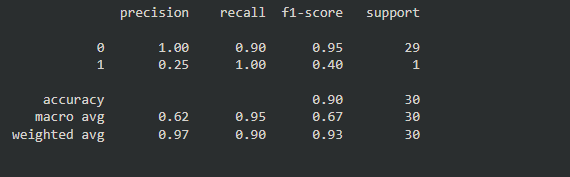 precision recall f1-score support
0 1.00 0.90 0.95 29
1 0.25 1.00 0.40 1
accuracy 0.90 30
macro avg 0.62 0.95 0.67 30
weighted avg 0.97 0.90 0.93 30